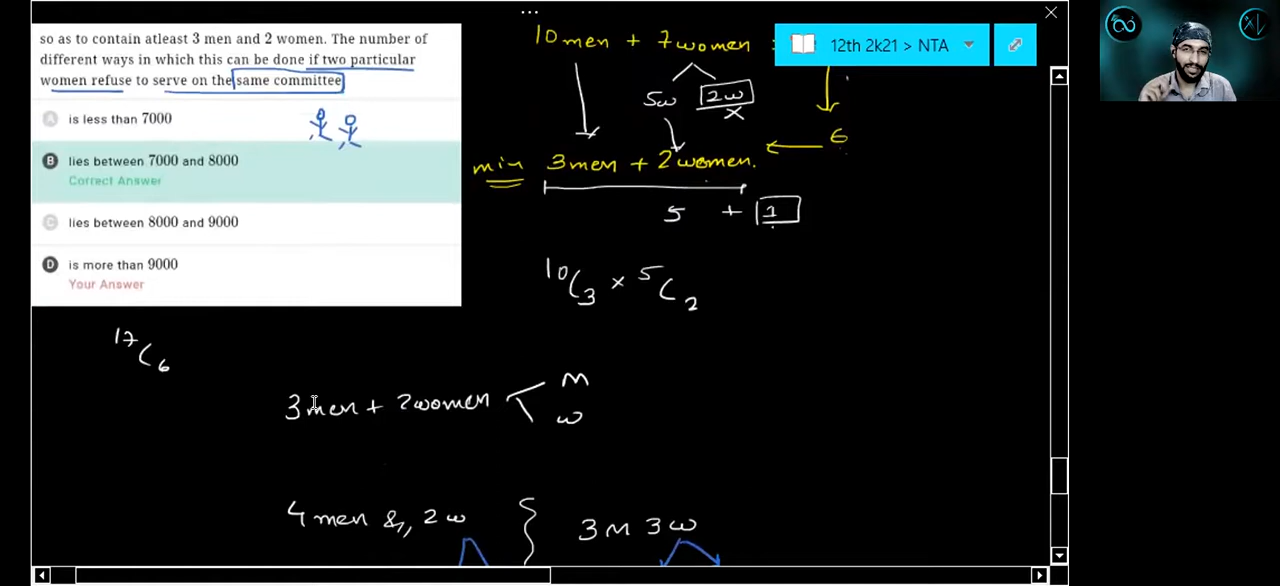 so as to contain atleast 3 men and 2 women. The number of
different ways in which this can be done if two particular
women refuse to serve on the same committee
A is less than 7000
B lies between 7000 and 8000
Correct Answer
C lies between 8000 and 9000
D is more than 9000
Your Answer
12th 2k21 > NTA
10 men + 7 women
5w 2w
x
6
min 3 men + 2 women.
5 + 1
10C3 × 5C2
17C6
3 men + 2 women
M
W
4 men &, 2 w } 3 M 3 w